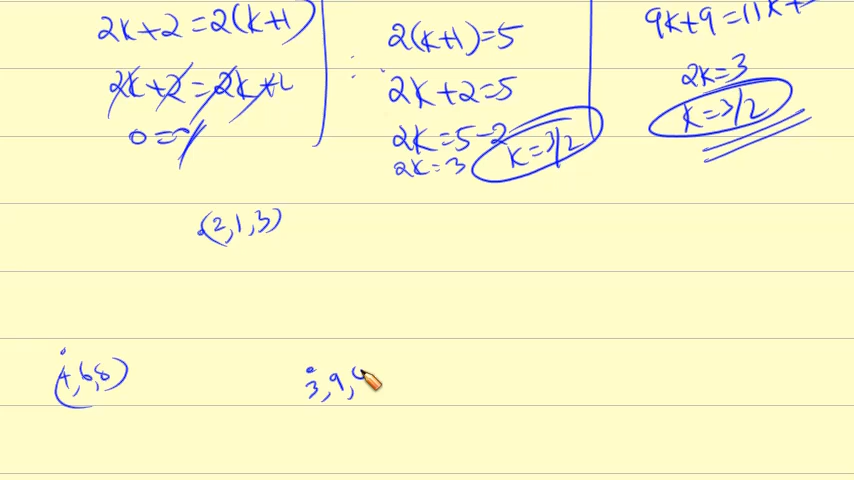 2k+2=2(k+1)
2k+2=2k+2
0=0
∴ 2(k+1)=5
2k+2=5
2k=5-2
2k=3
k=3/2
9k+9=11k+
2k=3
k=3/2
(2,1,3)
(4,6,8)
3,9,